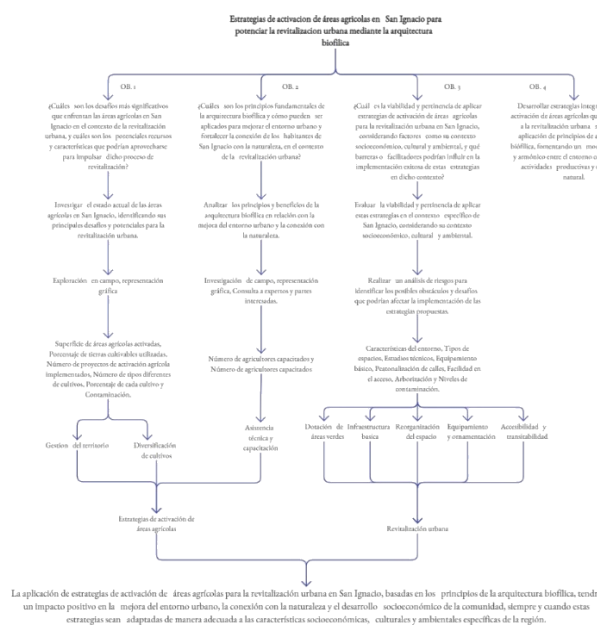 Estrategias de activacion de áreas agrícolas en San Ignacio para
potenciar la revitalizacion urbana mediante la arquitectura
biofílica
OB. 1
¿Cuáles son los desafíos más significativos
que enfrentan las áreas agrícolas en San
Ignacio en el contexto de la revitalización
urbana, y cuáles son los potenciales recursos
y características que podrían aprovecharse
para impulsar dicho proceso de
revitalización?
Investigar el estado actual de las áreas
agrícolas en San Ignacio, identificando sus
principales desafíos y potenciales para la
revitalización urbana.
Exploración en campo, representación
gráfica
Superficie de áreas agrícolas activadas,
Porcentaje de tierras cultivables utilizadas.
Número de proyectos de activación agrícola
implementados, Número de tipos diferentes
de cultivos. Porcentaje de cada cultivo y
Contaminación,
Gestion del territorio
Diversificación
de cultivos
OB. 2
¿Cuáles son los principios fundamentales de
la arquitectura biofílica y cómo pueden ser
aplicados para mejorar el entorno urbano y
fortalecer la conexión de los habitantes de
San Ignacio con la naturaleza, en el contexto
de la revitalización urbana?
Analizar los principios y beneficios de la
arquitectura biofílica en relación con la
mejora del entorno urbano y la conexión con
la naturaleza.
Investigación de campo, representación
gráfica, Consulta a expertos y partes
interesadas.
Número de agricultores capacitados y
Número de agricultores capacitados
Asistencia
técnica y
capacitación
Estrategias de activación de
áreas agrícolas
OB. 3
¿Cuál es la viabilidad y pertinencia de aplicar
estrategias de activación de áreas agrícolas
para la revitalización urbana en San Ignacio,
considerando factores como su contexto
socioeconómico, cultural y ambiental, y qué
barreras o facilitadores podrían influir en la
implementación exitosa de estas estrategias
en dicho contexto?
Evaluar la viabilidad y pertinencia de aplicar
estas estrategias en el contexto específico de
San Ignacio, considerando su contexto
socioeconómico, cultural y ambiental.
Realizar un análisis de riesgos para
identificar los posibles obstáculos y desafíos
que podrían afectar la implementación de las
estrategias propuestas.
Características del entorno, Tipos de
espacios, Estudios técnicos, Equipamiento
básico, Peatonalización de calles, Facilidad en
el acceso, Arborización y Niveles de
contaminación.
Dotación de
áreas verdes
Infraestructura
basica
Reorganización
del espacio
Equipamiento
y ornamentación
Accesibilidad y
transitabilidad
Revitalización urbana
OB. 4
Desarrollar estrategias
activación de áreas agrícolas
a la revitalización urbana
aplicación de principios de
biofílica, fomentando un
y armónico entre el entorno
actividades productivas y
natural.
La aplicación de estrategias de activación de áreas agrícolas para la revitalización urbana en San Ignacio, basadas en los principios de la arquitectura biofílica,
un impacto positivo en la mejora del entorno urbano, la conexión con la naturaleza y el desarrollo socioeconómico de la comunidad, siempre y cuando estas
estrategias sean adaptadas de manera adecuada a las características socioeconómicas, culturales y ambientales específicas de la región.